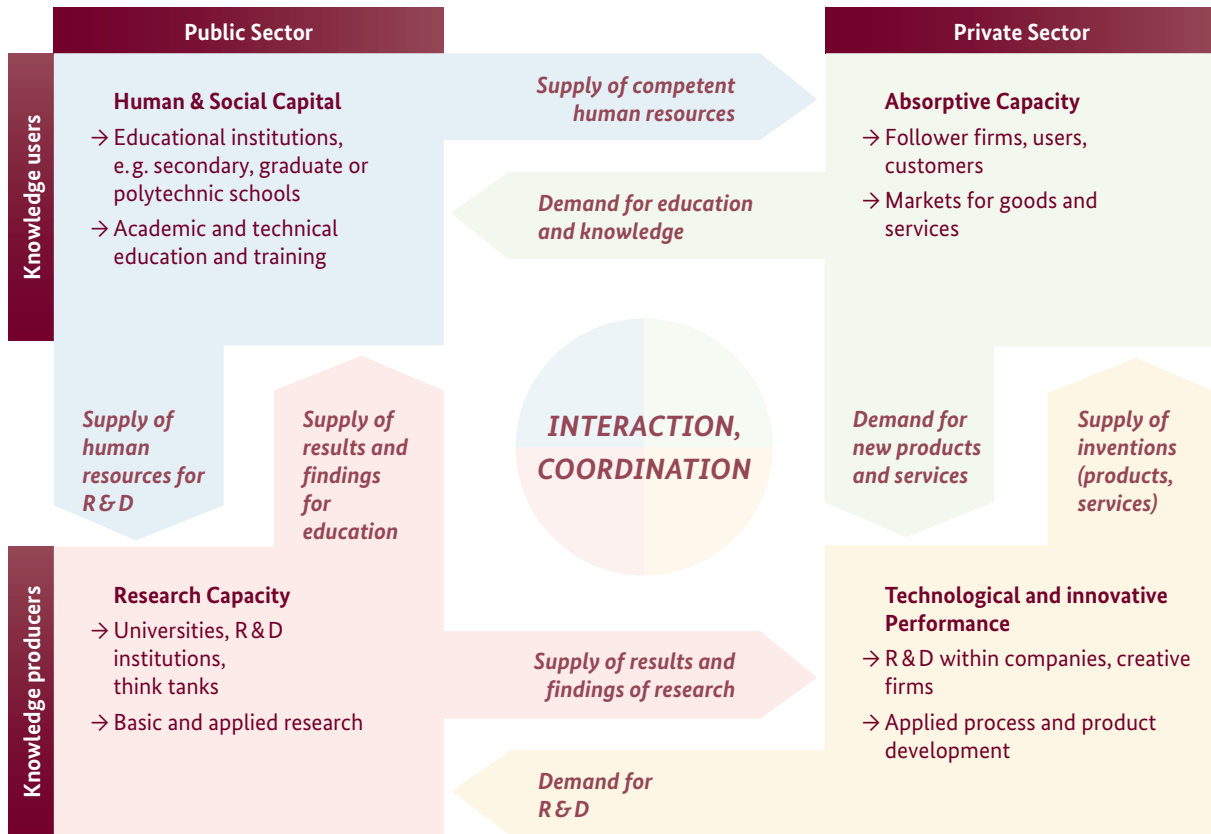 Public Sector
Private Sector
Knowledge users
Human & Social Capital
→ Educational institutions,
e. g. secondary, graduate or
polytechnic schools
→ Academic and technical
education and training
Supply of competent
human resources
Demand for education
and knowledge
Absorptive Capacity
→ Follower firms, users,
customers
→ Markets for goods and
services
Supply of
human
resources for
R & D
Supply of
results and
findings
for
education
INTERACTION,
COORDINATION
Demand for
new products
and services
Supply of
inventions
(products,
services)
Knowledge producers
Research Capacity
→ Universities, R & D
institutions,
think tanks
→ Basic and applied research
Supply of results and
findings of research
Demand for
R & D
Technological and innovative
Performance
→ R & D within companies, creative
firms
→ Applied process and product
development